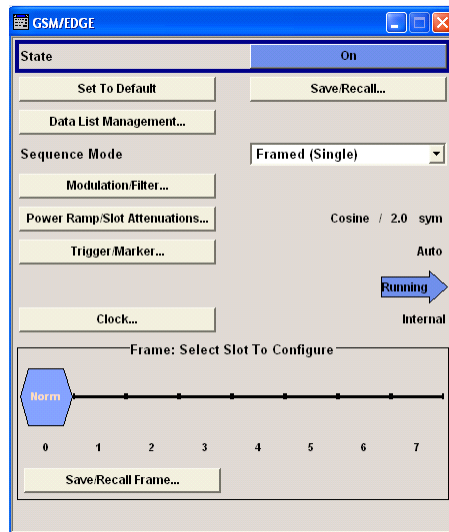 GSM/EDGE
State On
Set To Default Save/Recall...
Data List Management...
Sequence Mode Framed (Single)
Modulation/Filter...
Power Ramp/Slot Attenuations... Cosine / 2.0 sym
Trigger/Marker... Auto
Running
Clock... Internal
Frame: Select Slot To Configure
Norm
0 1 2 3 4 5 6 7
Save/Recall Frame...